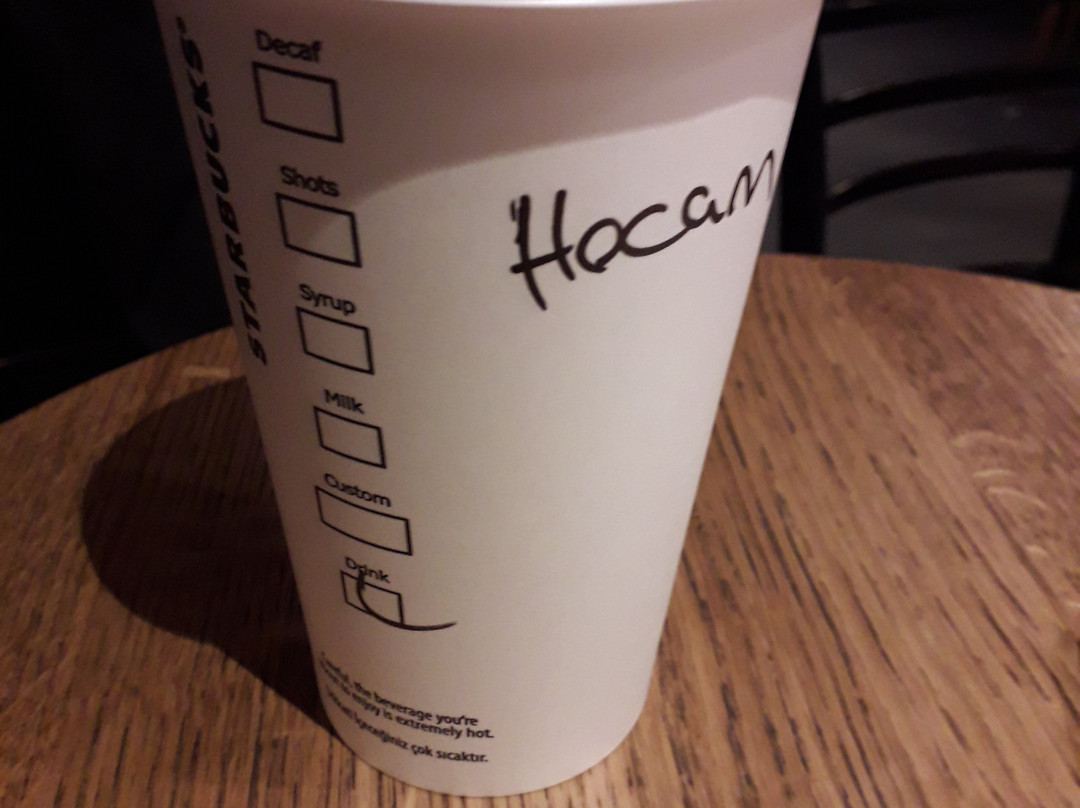 STARBUCKS®
Decaf
Shots
Syrup
Milk
Custom
Drink
L
Hocam
Careful, the beverage you're
to enjoy is extremely hot.
içeceğiniz çok sıcaktır.